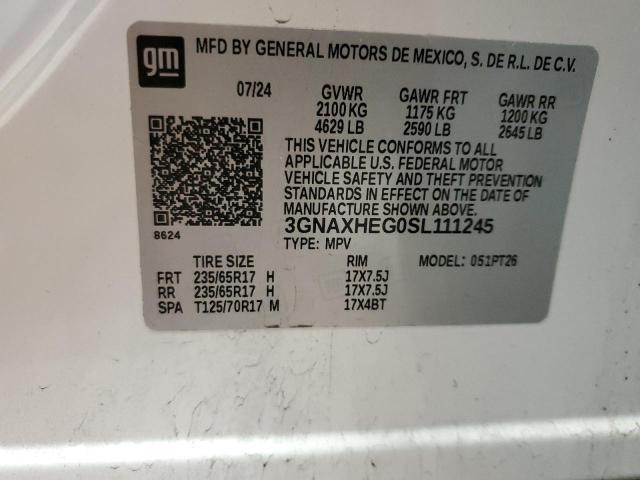 gm
MFD BY GENERAL MOTORS DE MEXICO, S. DE R.L. DE C.V.
07/24 GVWR GAWR FRT GAWR RR
2100 KG 1175 KG 1200 KG
4629 LB 2590 LB 2645 LB
THIS VEHICLE CONFORMS TO ALL
APPLICABLE U.S. FEDERAL MOTOR
VEHICLE SAFETY AND THEFT PREVENTION
STANDARDS IN EFFECT ON THE DATE OF
MANUFACTURE SHOWN ABOVE.
3GNAXHEG0SL111245
8624 TYPE: MPV
TIRE SIZE RIM MODEL: 051PT26
FRT 235/65R17 H 17X7.5J
RR 235/65R17 H 17X7.5J
SPA T125/70R17 M 17X4BT